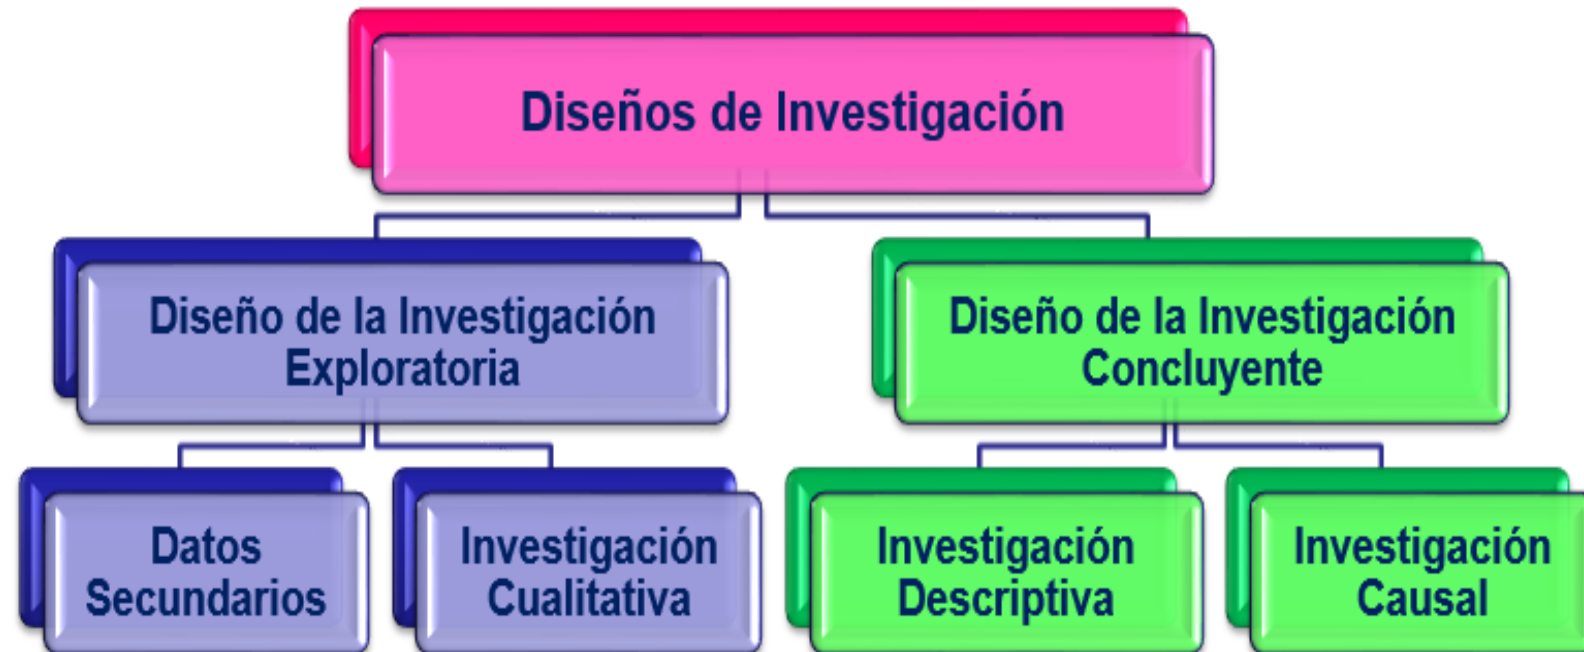 Diseños de Investigación
Diseño de la Investigación
Exploratoria
Diseño de la Investigación
Concluyente
Datos
Secundarios
Investigación
Cualitativa
Investigación
Descriptiva
Investigación
Causal